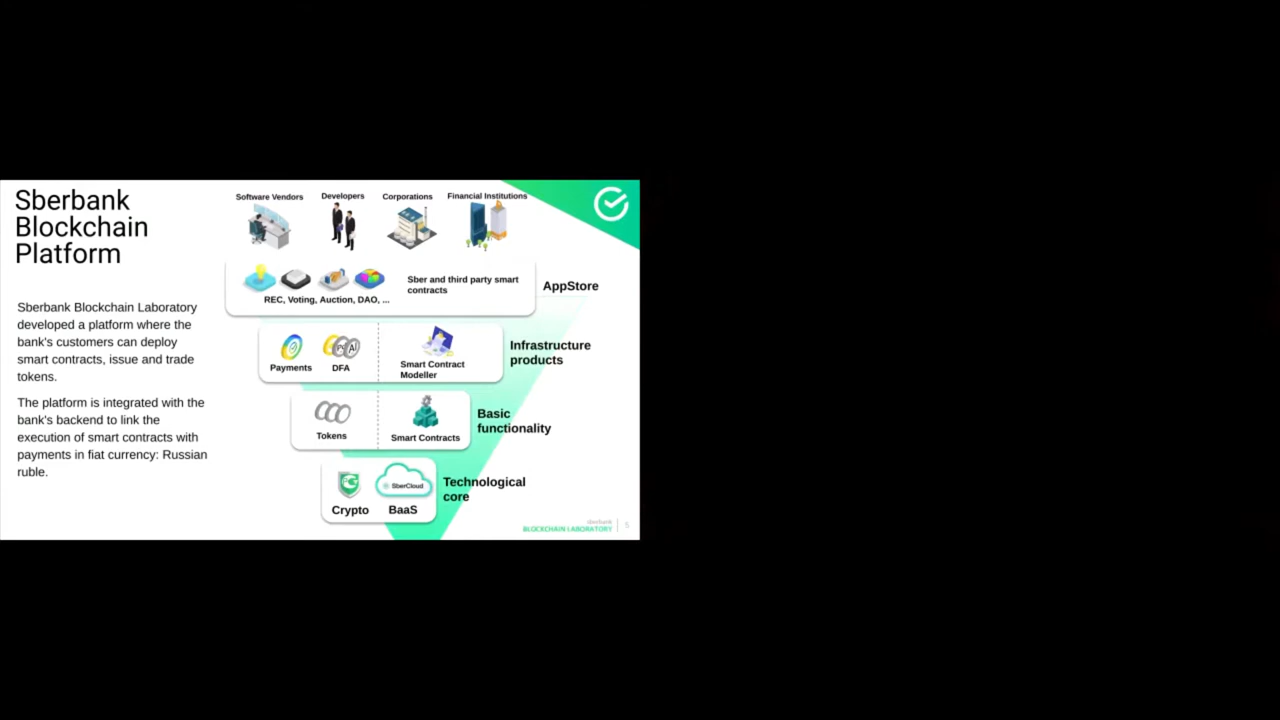 Sberbank
Blockchain
Platform
Sberbank Blockchain Laboratory
developed a platform where the
bank's customers can deploy
smart contracts, issue and trade
tokens.
The platform is integrated with the
bank's backend to link the
execution of smart contracts with
payments in fiat currency: Russian
ruble.
Software Vendors
Developers
Corporations
Financial Institutions
REC, Voting, Auction, DAO, ...
Sber and third party smart
contracts
AppStore
Payments
DFA
Smart Contract
Modeller
Infrastructure
products
Tokens
Smart Contracts
Basic
functionality
SberCloud
Crypto
BaaS
Technological
core
sberbank
BLOCKCHAIN LABORATORY
5